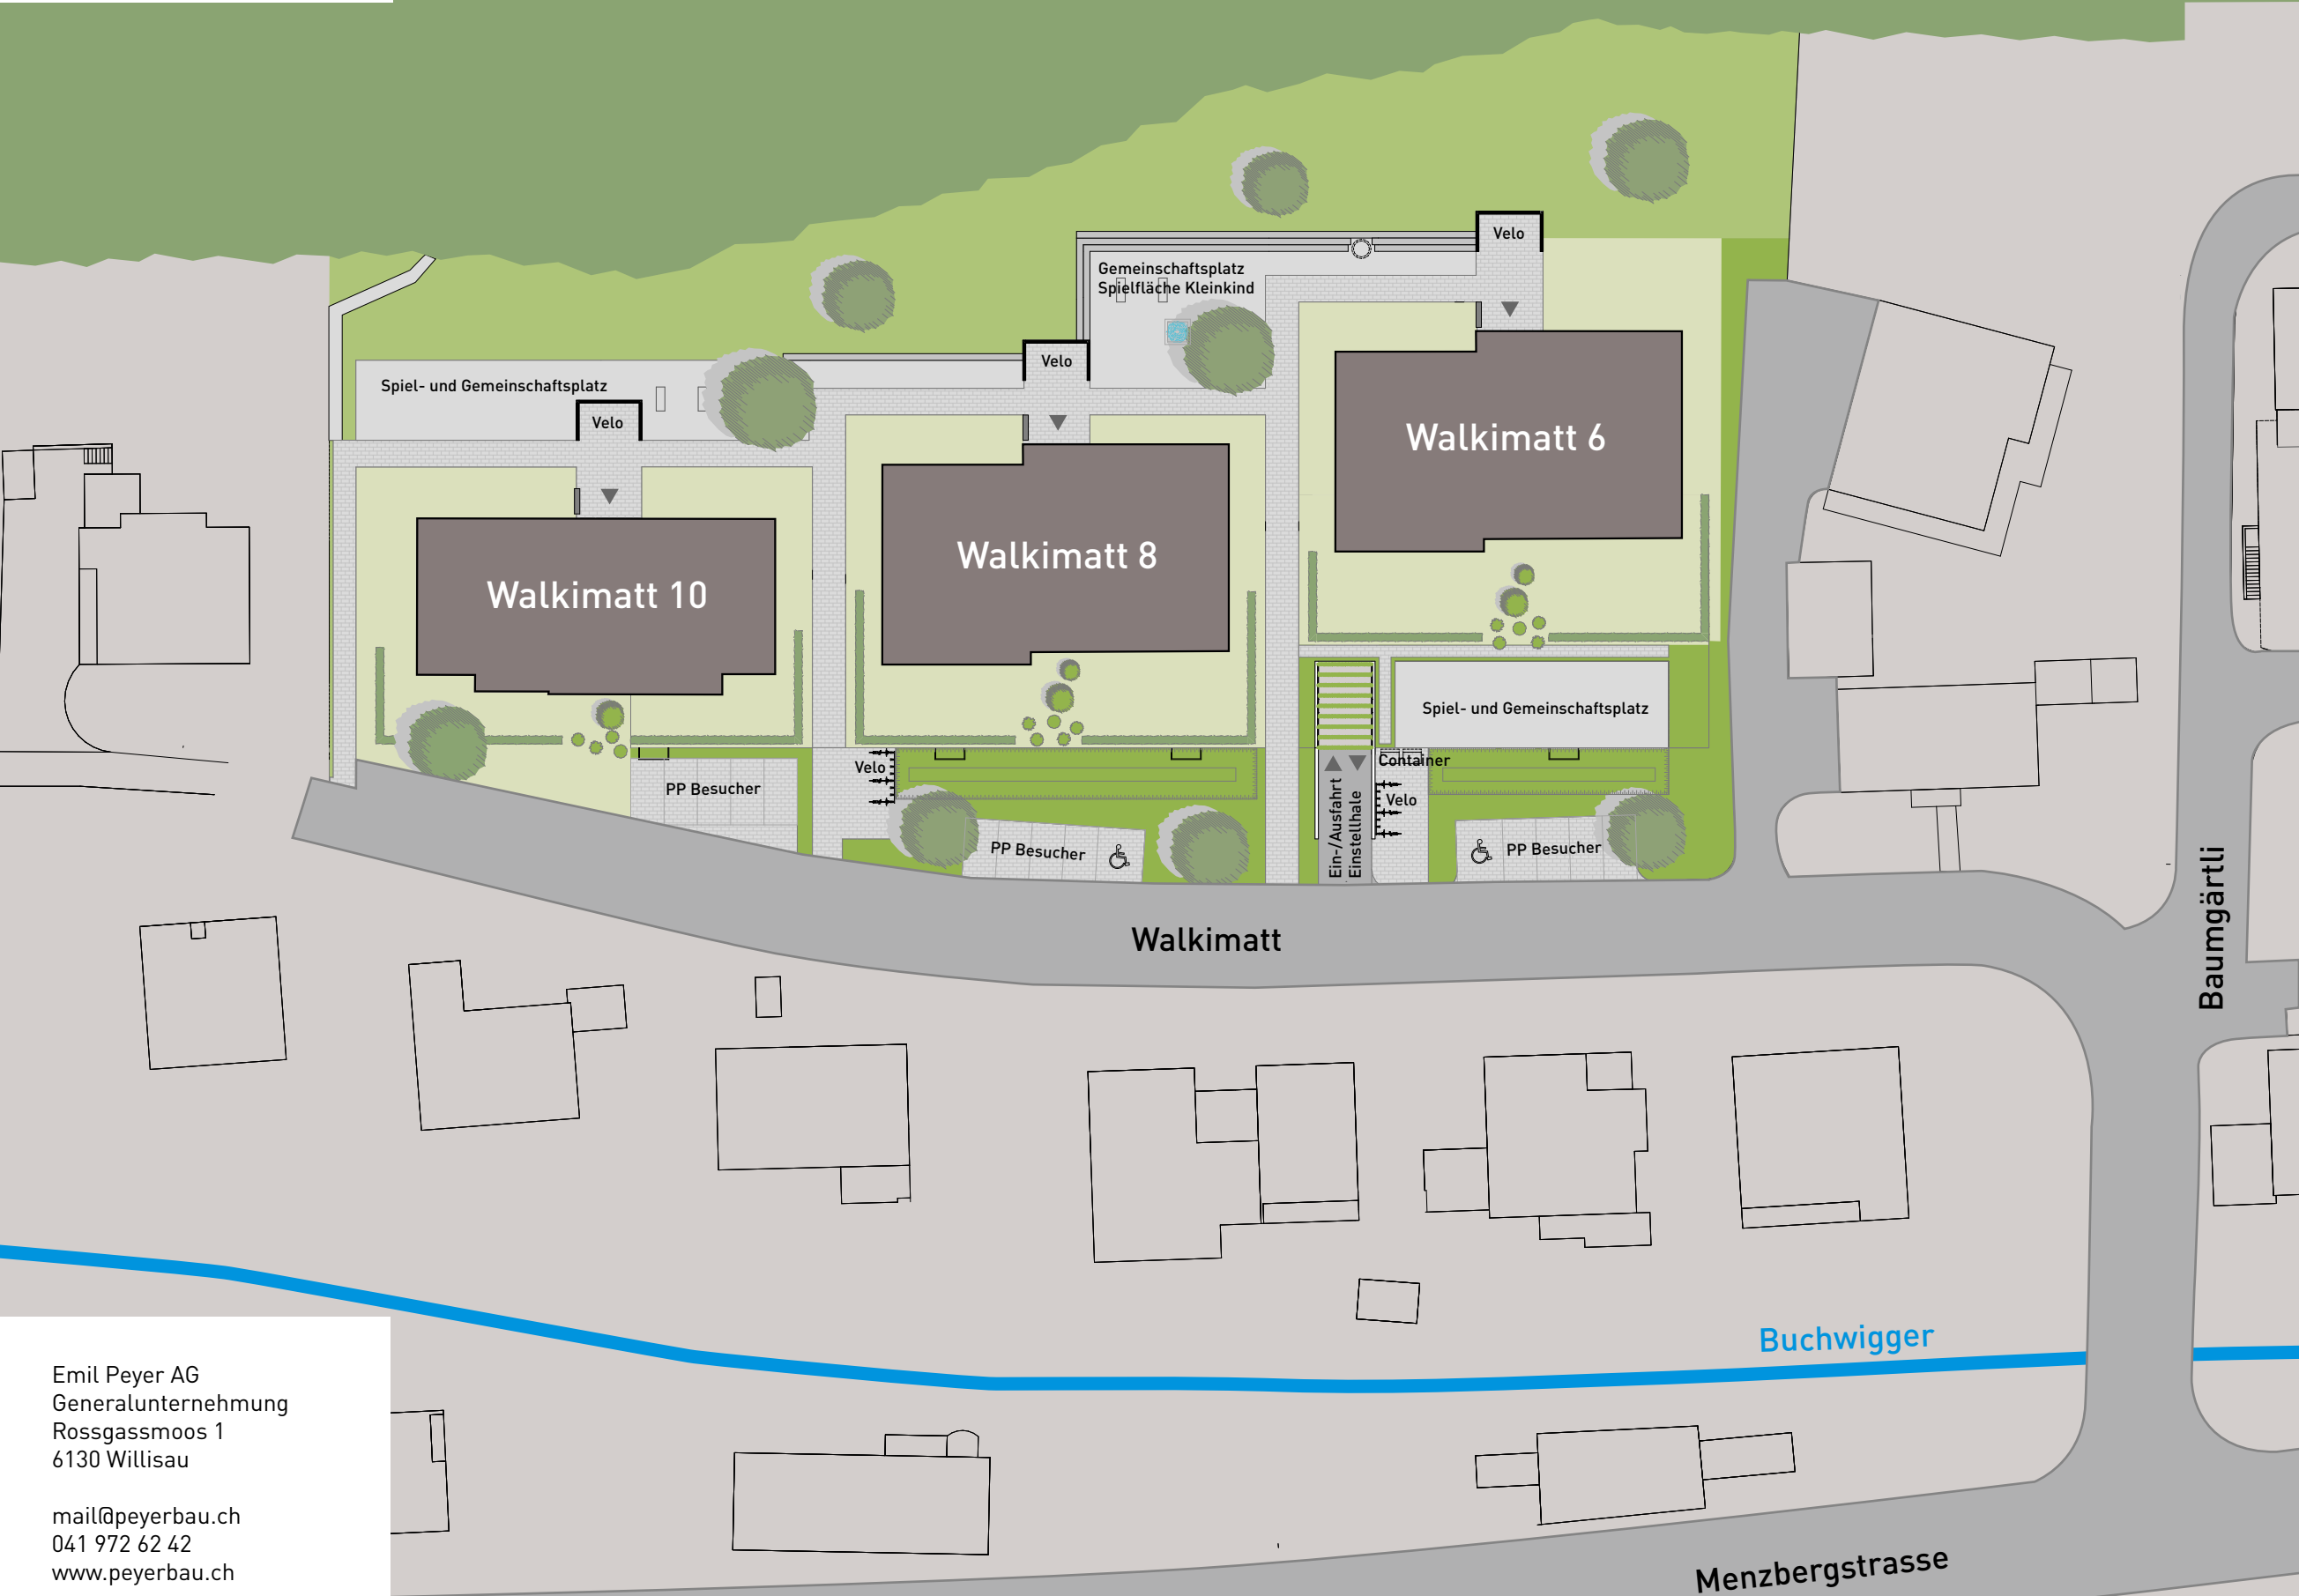 Velo
Gemeinschaftsplatz
Spielfläche Kleinkind
Velo
Spiel- und Gemeinschaftsplatz
Velo
Walkimatt 6
Walkimatt 8
Walkimatt 10
Spiel- und Gemeinschaftsplatz
Velo
Container
PP Besucher
Velo
Ein-/Ausfahrt
Einstellhale
PP Besucher
PP Besucher
Walkimatt
Baumgärtli
Buchwigger
Emil Peyer AG
Generalunternehmung
Rossgassmoos 1
6130 Willisau
mail@peyerbau.ch
041 972 62 42
www.peyerbau.ch
Menzbergstrasse